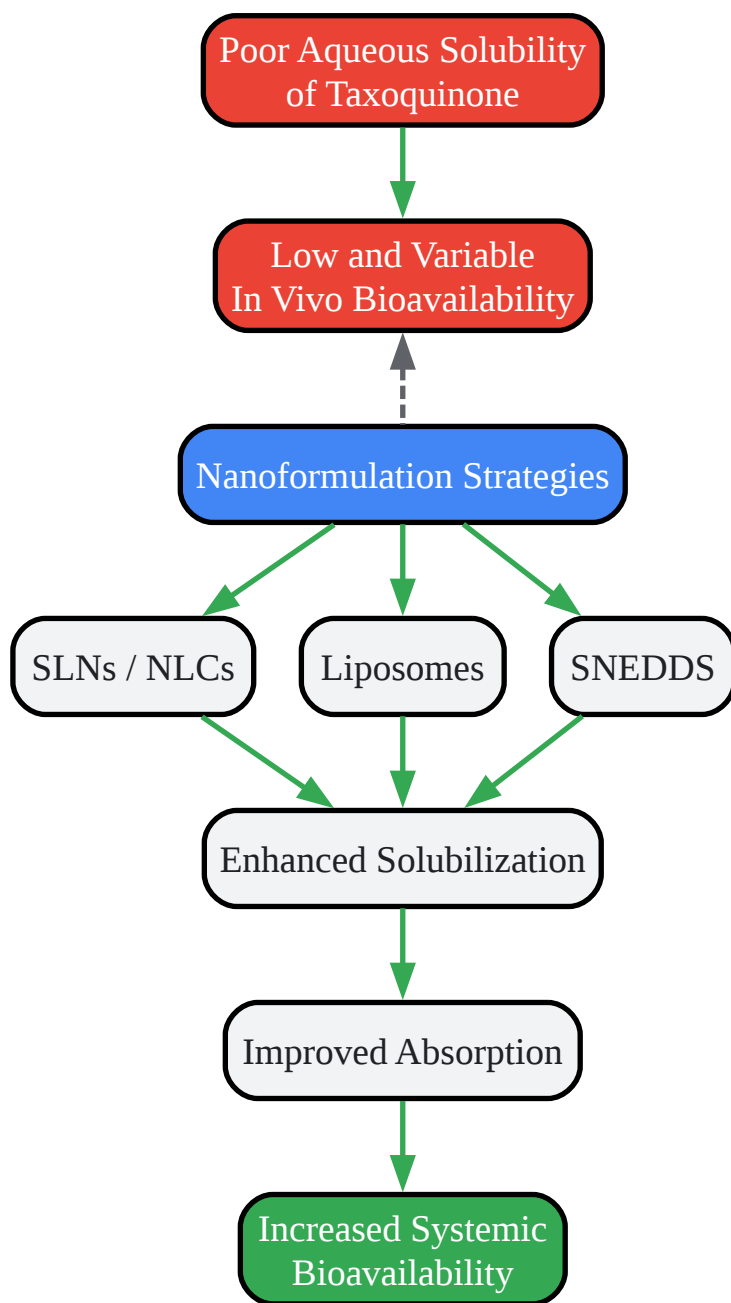 Poor Aqueous Solubility
of Taxoquinone
Low and Variable
In Vivo Bioavailability
Nanoformulation Strategies
SLNs / NLCs
Liposomes
SNEDDS
Enhanced Solubilization
Improved Absorption
Increased Systemic
Bioavailability